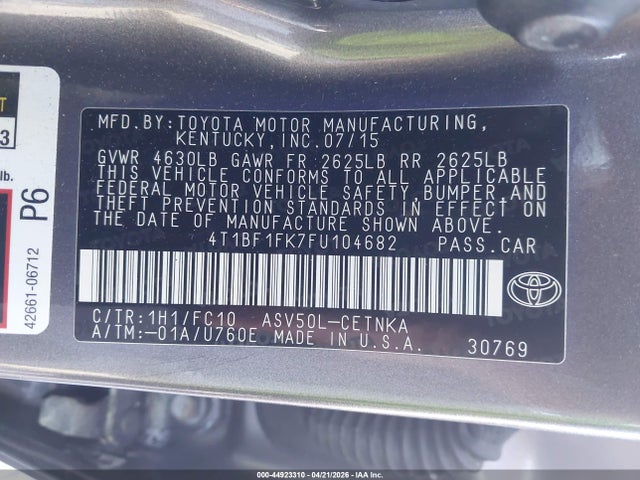 MFD.BY:TOYOTA MOTOR MANUFACTURING,
KENTUCKY,INC.07/15
GVWR 4630LB GAWR FR 2625LB RR 2625LB
THIS VEHICLE CONFORMS TO ALL APPLICABLE
FEDERAL MOTOR VEHICLE SAFETY,BUMPER,AND
THEFT PREVENTION STANDARDS IN EFFECT ON
THE DATE OF MANUFACTURE SHOWN ABOVE.
4T1BF1FK7FU104682 PASS.CAR
C/TR:1H1/FC10 ASV50L-CETNKA
A/TM:-01A/U760E MADE IN U.S.A. 30769
3
lb.
P6
42661-06712
000-44923310 - 04/21/2026 - IAA Inc.